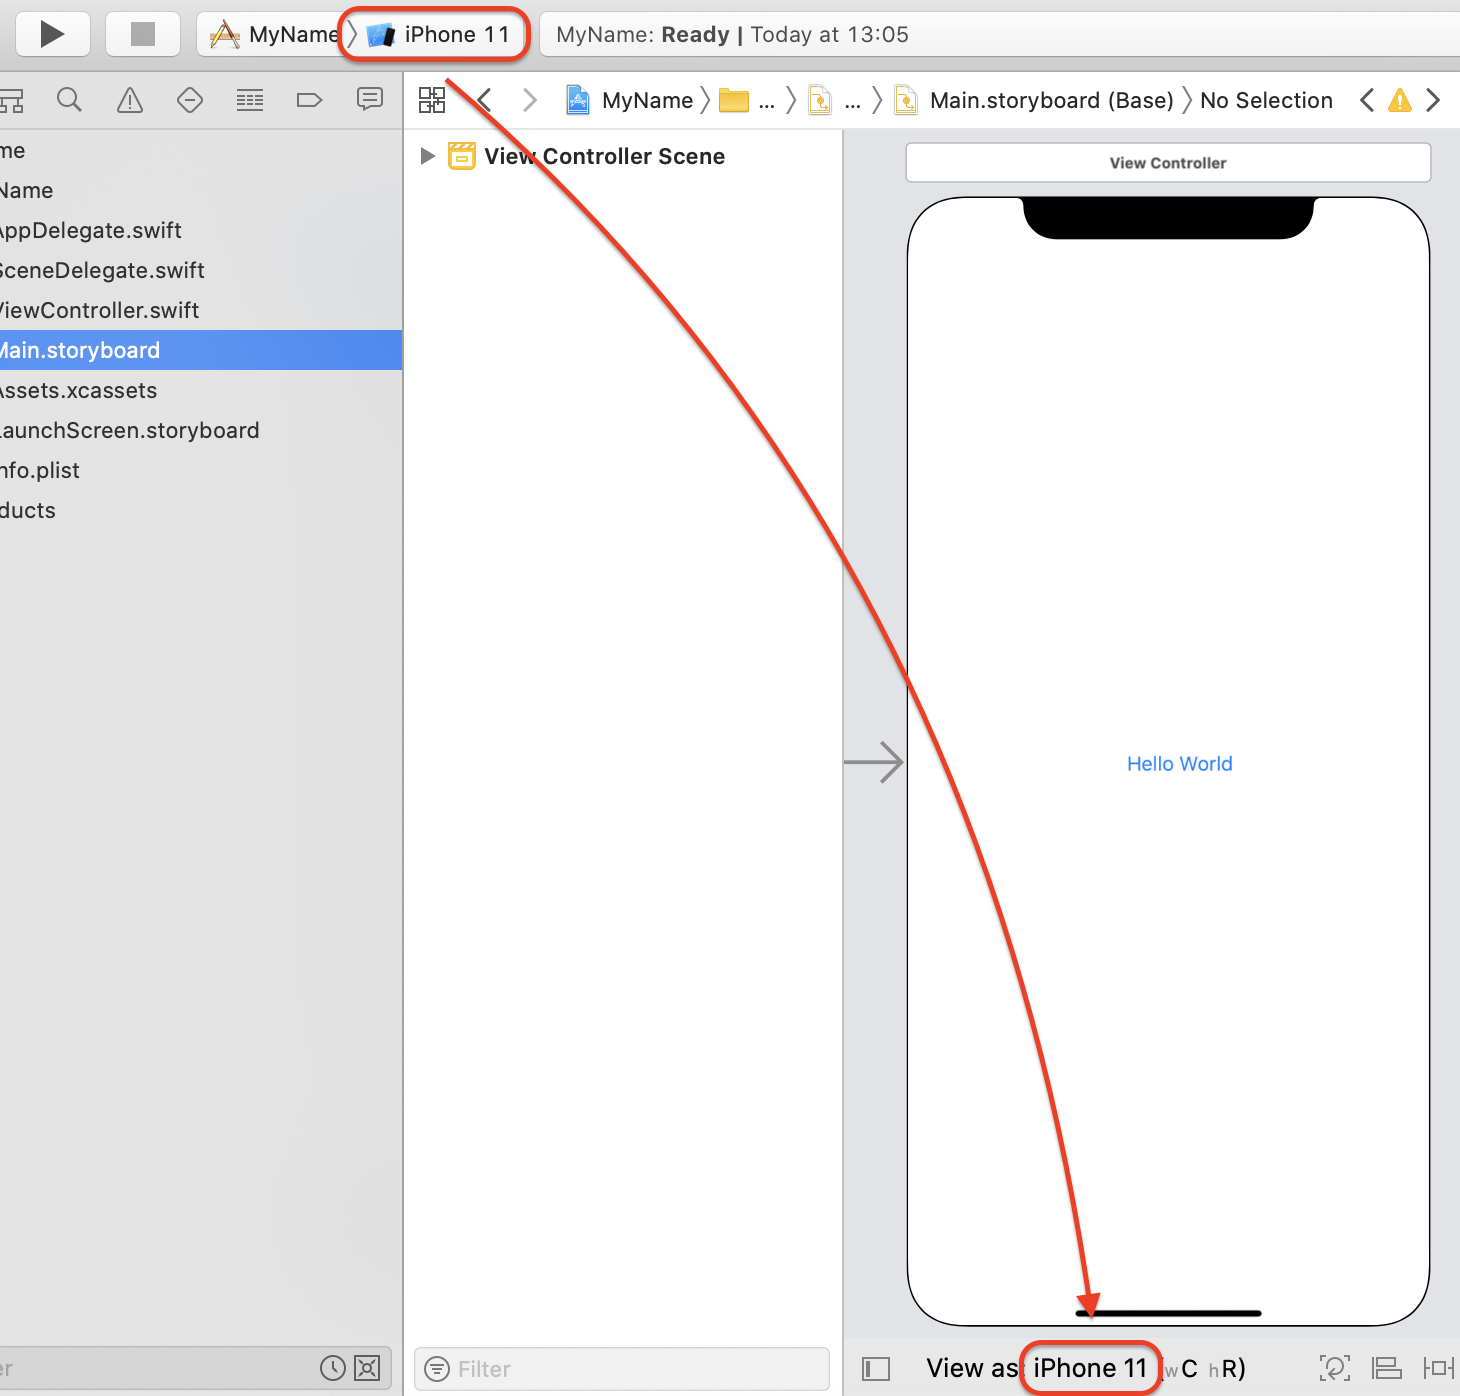 MyName iPhone 11 MyName: Ready | Today at 13:05
MyName ... ... Main.storyboard (Base) No Selection
me
Name
AppDelegate.swift
SceneDelegate.swift
ViewController.swift
Main.storyboard
Assets.xcassets
LaunchScreen.storyboard
nfo.plist
ducts
View Controller Scene
View Controller
Hello World
er
Filter
View as: iPhone 11 (wC hR)